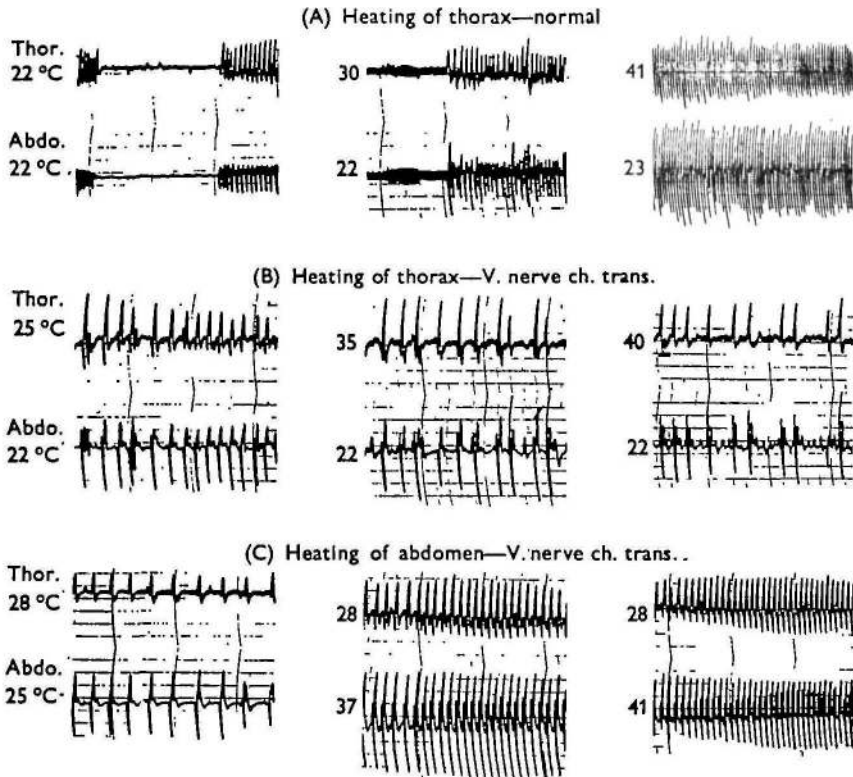 (A) Heating of thorax—normal
Thor.
22 °C
30
41
Abdo.
22 °C
22
23
(B) Heating of thorax—V. nerve ch. trans.
Thor.
25 °C
35
40
Abdo.
22 °C
22
22
(C) Heating of abdomen—V. nerve ch. trans.
Thor.
28 °C
28
28
Abdo.
25 °C
37
41